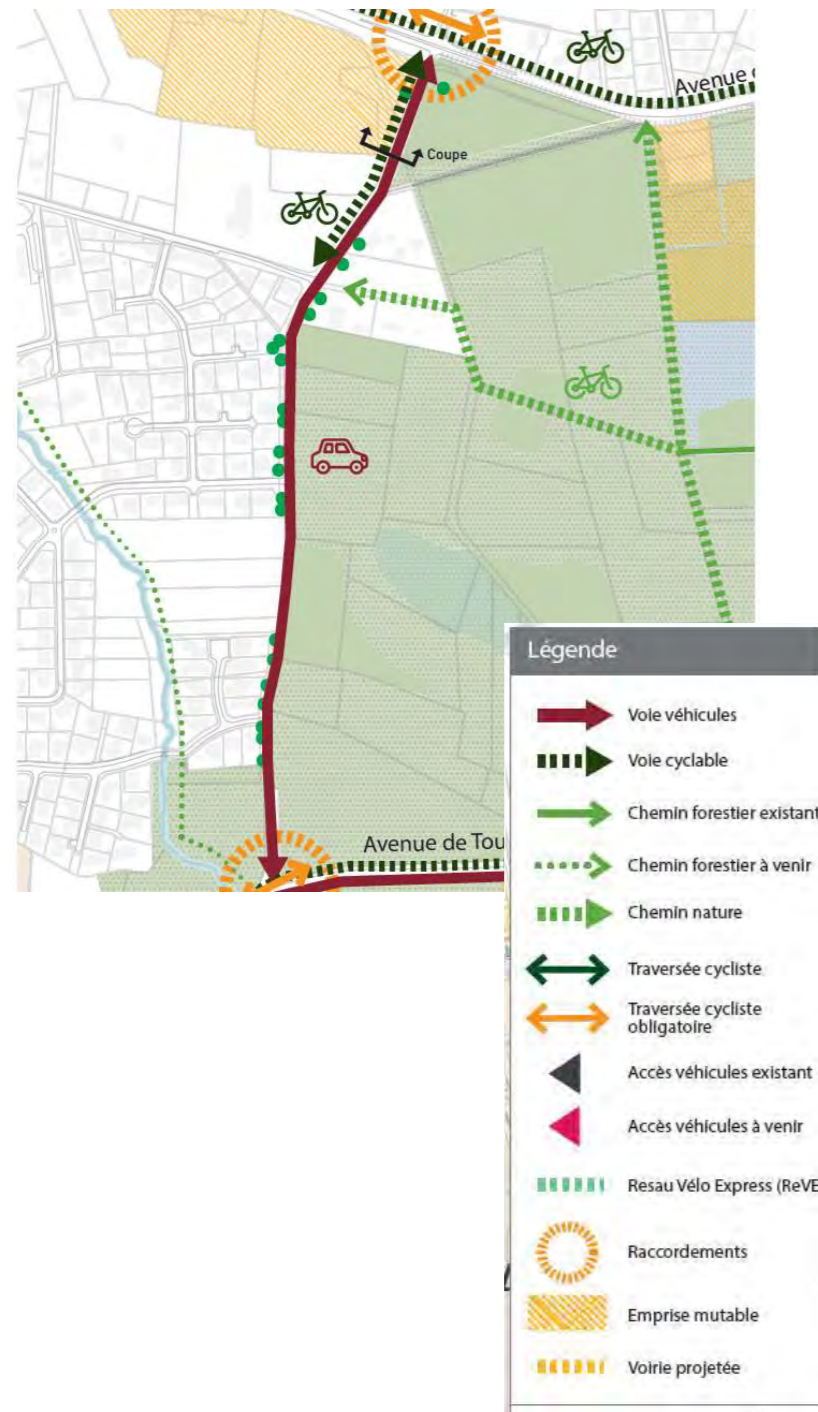 Avenue
Coupe
Avenue de Tou
Légende
Voie véhicules
Voie cyclable
Chemin forestier existant
Chemin forestier à venir
Chemin nature
Traversée cycliste
Traversée cycliste
obligatoire
Accès véhicules existant
Accès véhicules à venir
Resau Vélo Express (ReVE
Raccordements
Emprise mutable
Voirie projetée